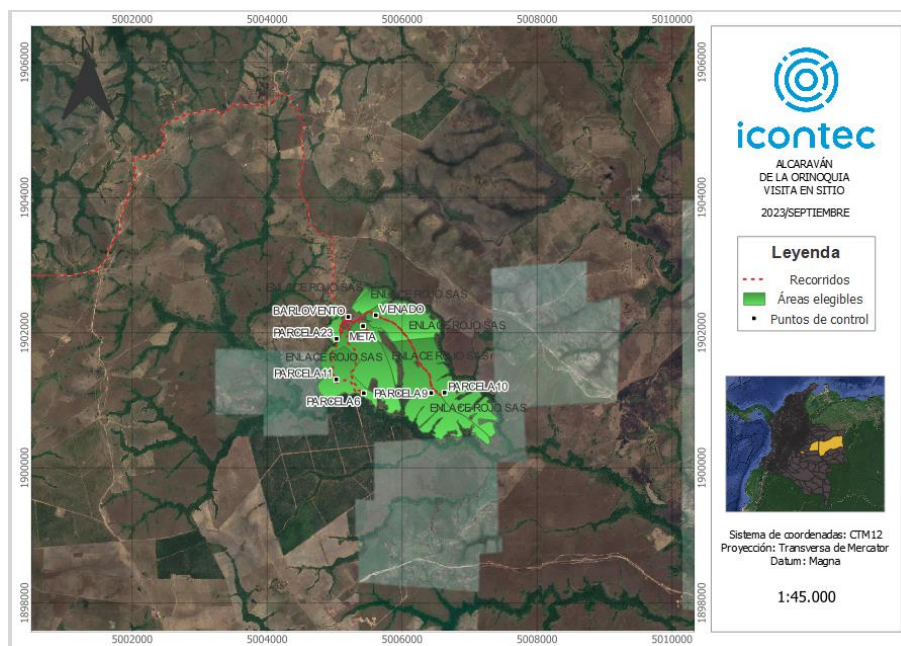 5002000 5004000 5006000 5008000 5010000
1906000 1906000
N
1904000 1904000
ENLACE ROJO SAS
ENLACE ROJO SAS
BARLOVENTO VENADO
ENLACE ROJO SAS
1902000 1902000
PARCELA23 META
ENLACE ROJO SAS ENLACE ROJO SAS
PARCELA11
PARCELA6 PARCELA9 PARCELA10
ENLACE ROJO SAS
1900000 1900000
1898000 1898000
5002000 5004000 5006000 5008000 5010000
icontec
ALCARAVÁN
DE LA ORINOQUIA
VISITA EN SITIO
2023/SEPTIEMBRE
Leyenda
Recorridos
Áreas elegibles
Puntos de control
Sistema de coordenadas: CTM12
Proyección: Transversa de Mercator
Datum: Magna
1:45.000